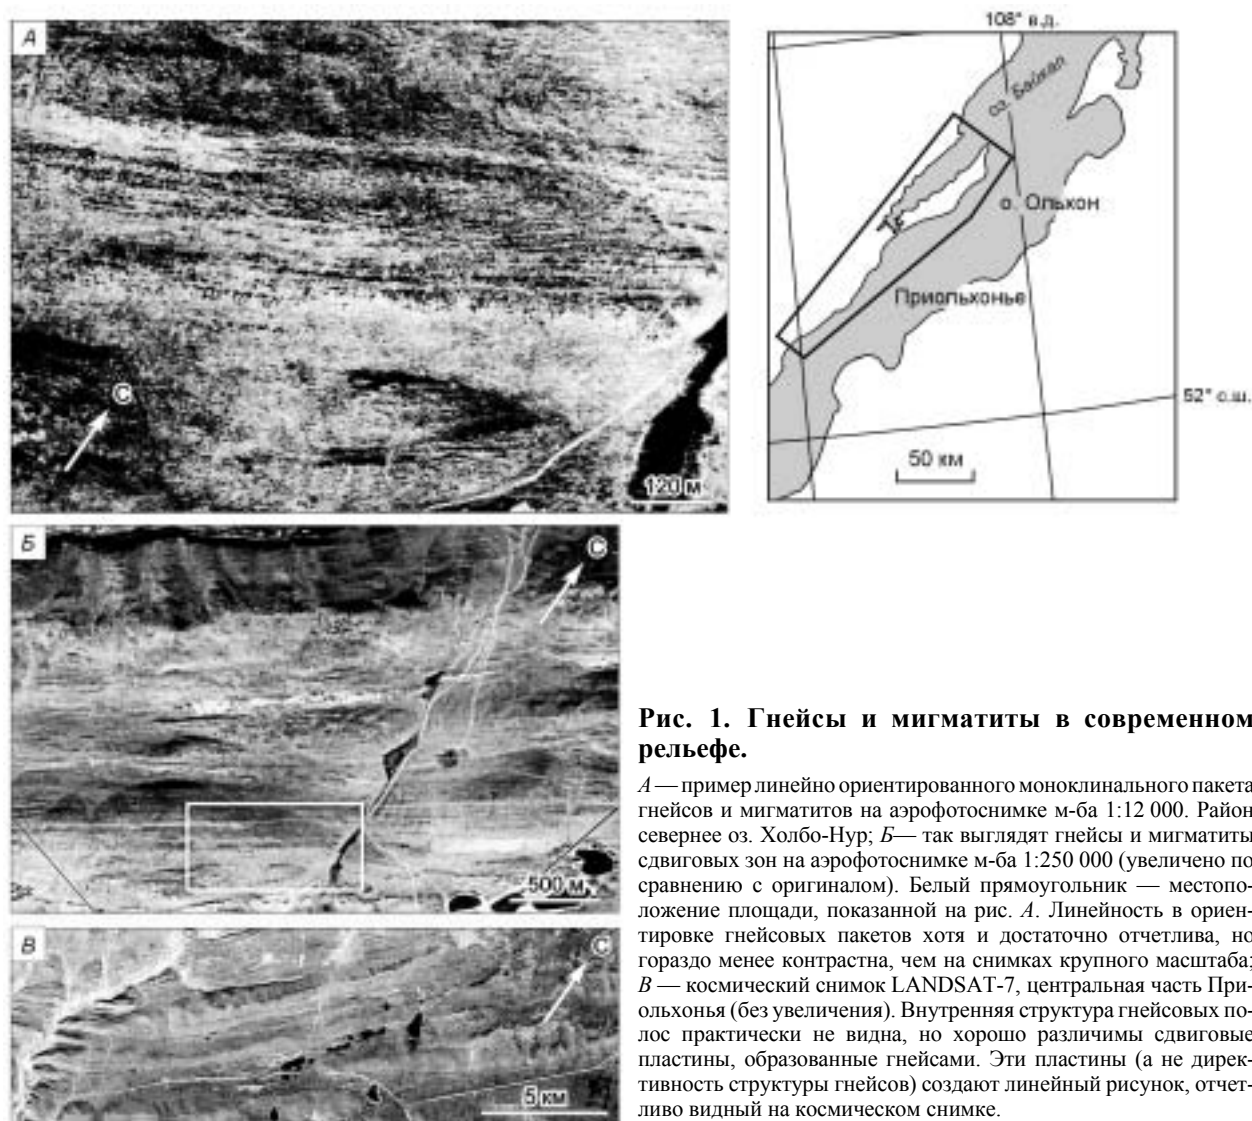 А
С
120 м
108° в.д.
оз. Байкал
о. Ольхон
Приольхонье
52° с.ш.
50 км
Б
С
500 м
В
С
5 км
Рис. 1. Гнейсы и мигматиты в современном
рельефе.
А — пример линейно ориентированного моноклинального пакета
гнейсов и мигматитов на аэрофотоснимке м-ба 1:12 000. Район
севернее оз. Холбо-Нур; Б— так выглядят гнейсы и мигматиты
сдвиговых зон на аэрофотоснимке м-ба 1:250 000 (увеличено по
сравнению с оригиналом). Белый прямоугольник — местопо-
ложение площади, показанной на рис. А. Линейность в ориен-
тировке гнейсовых пакетов хотя и достаточно отчетлива, но
гораздо менее контрастна, чем на снимках крупного масштаба;
В — космический снимок LANDSAT-7, центральная часть При-
ольхонья (без увеличения). Внутренняя структура гнейсовых по-
лос практически не видна, но хорошо различимы сдвиговые
пластины, образованные гнейсами. Эти пластины (а не дирек-
тивность структуры гнейсов) создают линейный рисунок, отчет-
ливо видный на космическом снимке.